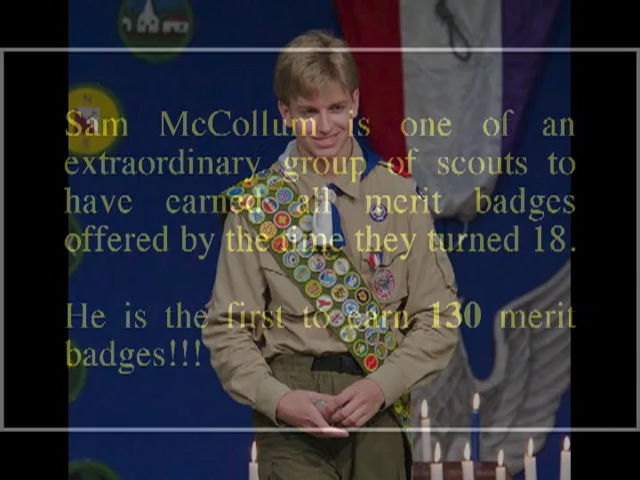 Sam McCollum is one of an
extraordinary group of scouts to
have earned all merit badges
offered by the time they turned 18.
He is the first to earn 130 merit
badges!!!